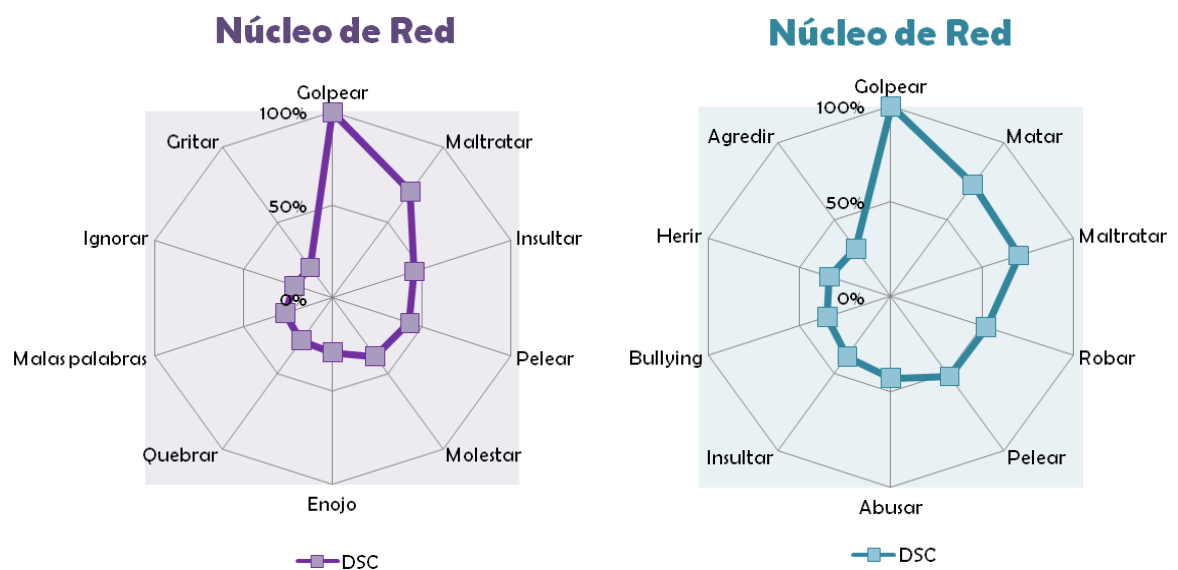 Núcleo de Red
Golpear
100%
Gritar
Maltratar
50%
Ignorar
Insultar
0%
Malas palabras
Pelear
Quebrar
Molestar
Enojo
DSC
Núcleo de Red
Golpear
100%
Agredir
Matar
50%
Herir
Maltratar
0%
Bullying
Robar
Insultar
Pelear
Abusar
DSC